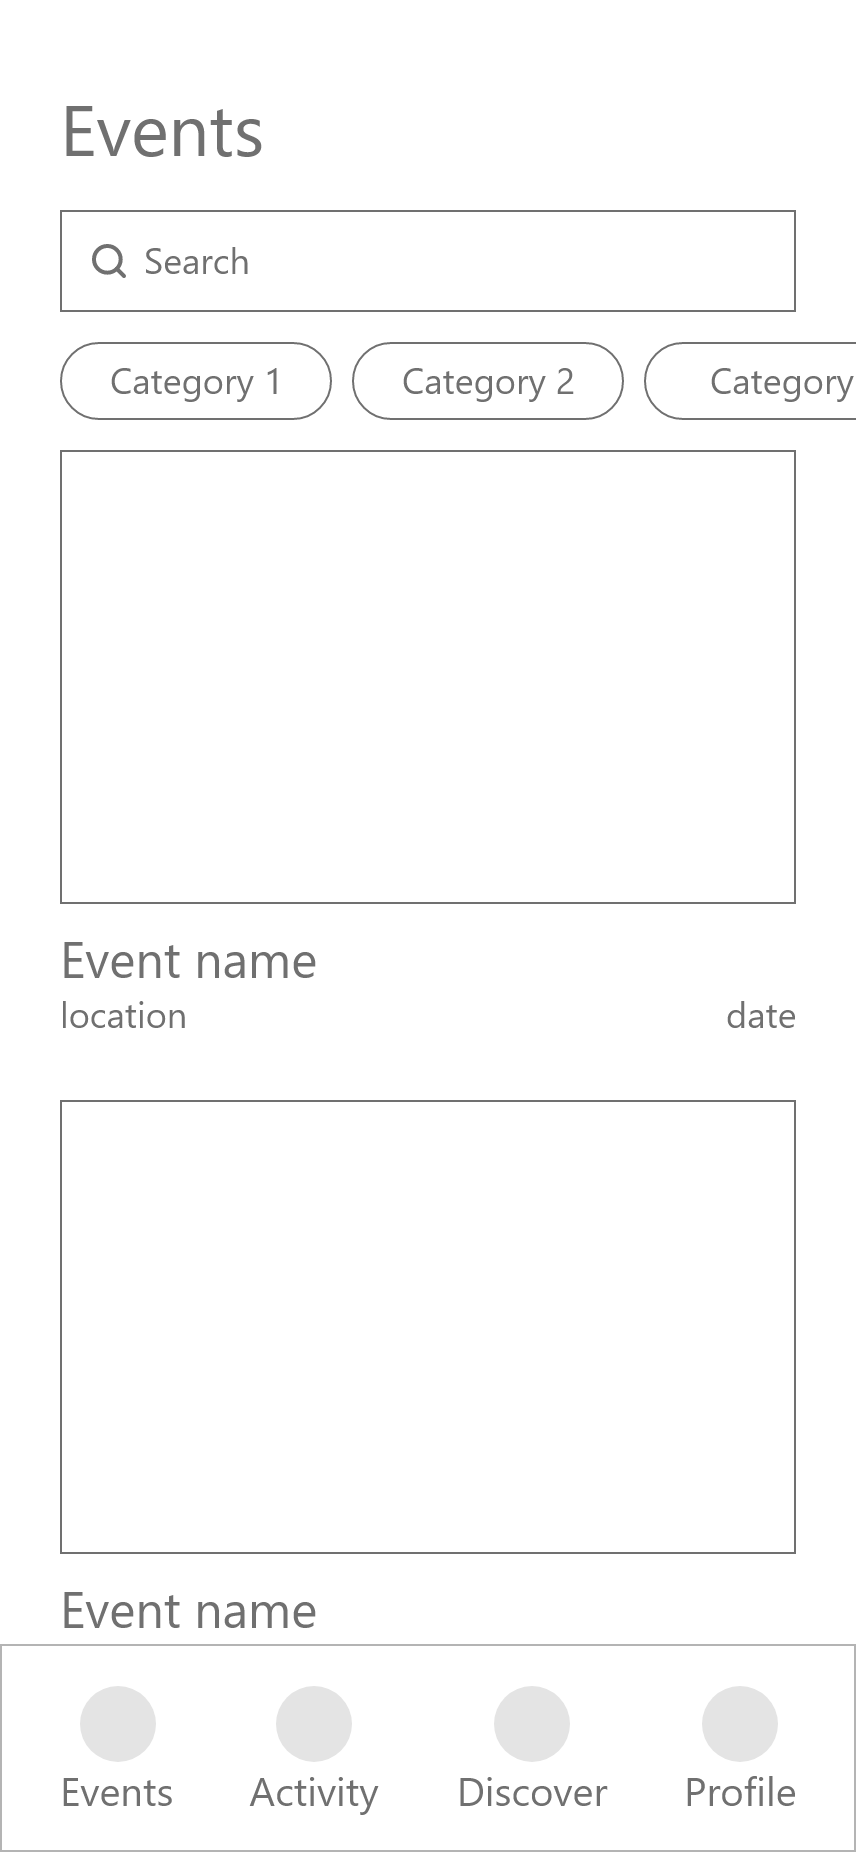 Events
Search
Category 1 Category 2 Category
Event name
location date
Event name
Events Activity Discover Profile